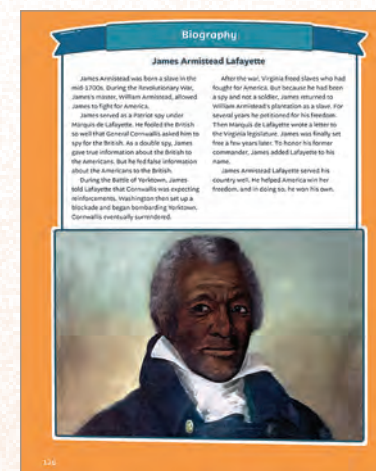 Biography
James Armistead Lafayette
James Armistead was born a slave in the
mid-1700s. During the Revolutionary War,
James's master, William Armistead, allowed
James to fight for America.
James served as a Patriot spy under
Marquis de Lafayette. He fooled the British
so well that General Cornwallis asked him to
spy for the British. As a double spy, James
gave true information about the British to
the Americans. But he fed false information
about the Americans to the British.
During the Battle of Yorktown, James
told Lafayette that Cornwallis was expecting
reinforcements. Washington then set up a
blockade and began bombarding Yorktown.
Cornwallis eventually surrendered.
After the war, Virginia freed slaves who had
fought for America. But because he had been
a spy and not a soldier, James returned to
William Armistead's plantation as a slave. For
several years he petitioned for his freedom.
Then Marquis de Lafayette wrote a letter to
the Virginia legislature. James was finally set
free a few years later. To honor his former
commander, James added Lafayette to his
name.
James Armistead Lafayette served his
country well. He helped America win her
freedom, and in doing so, he won his own.